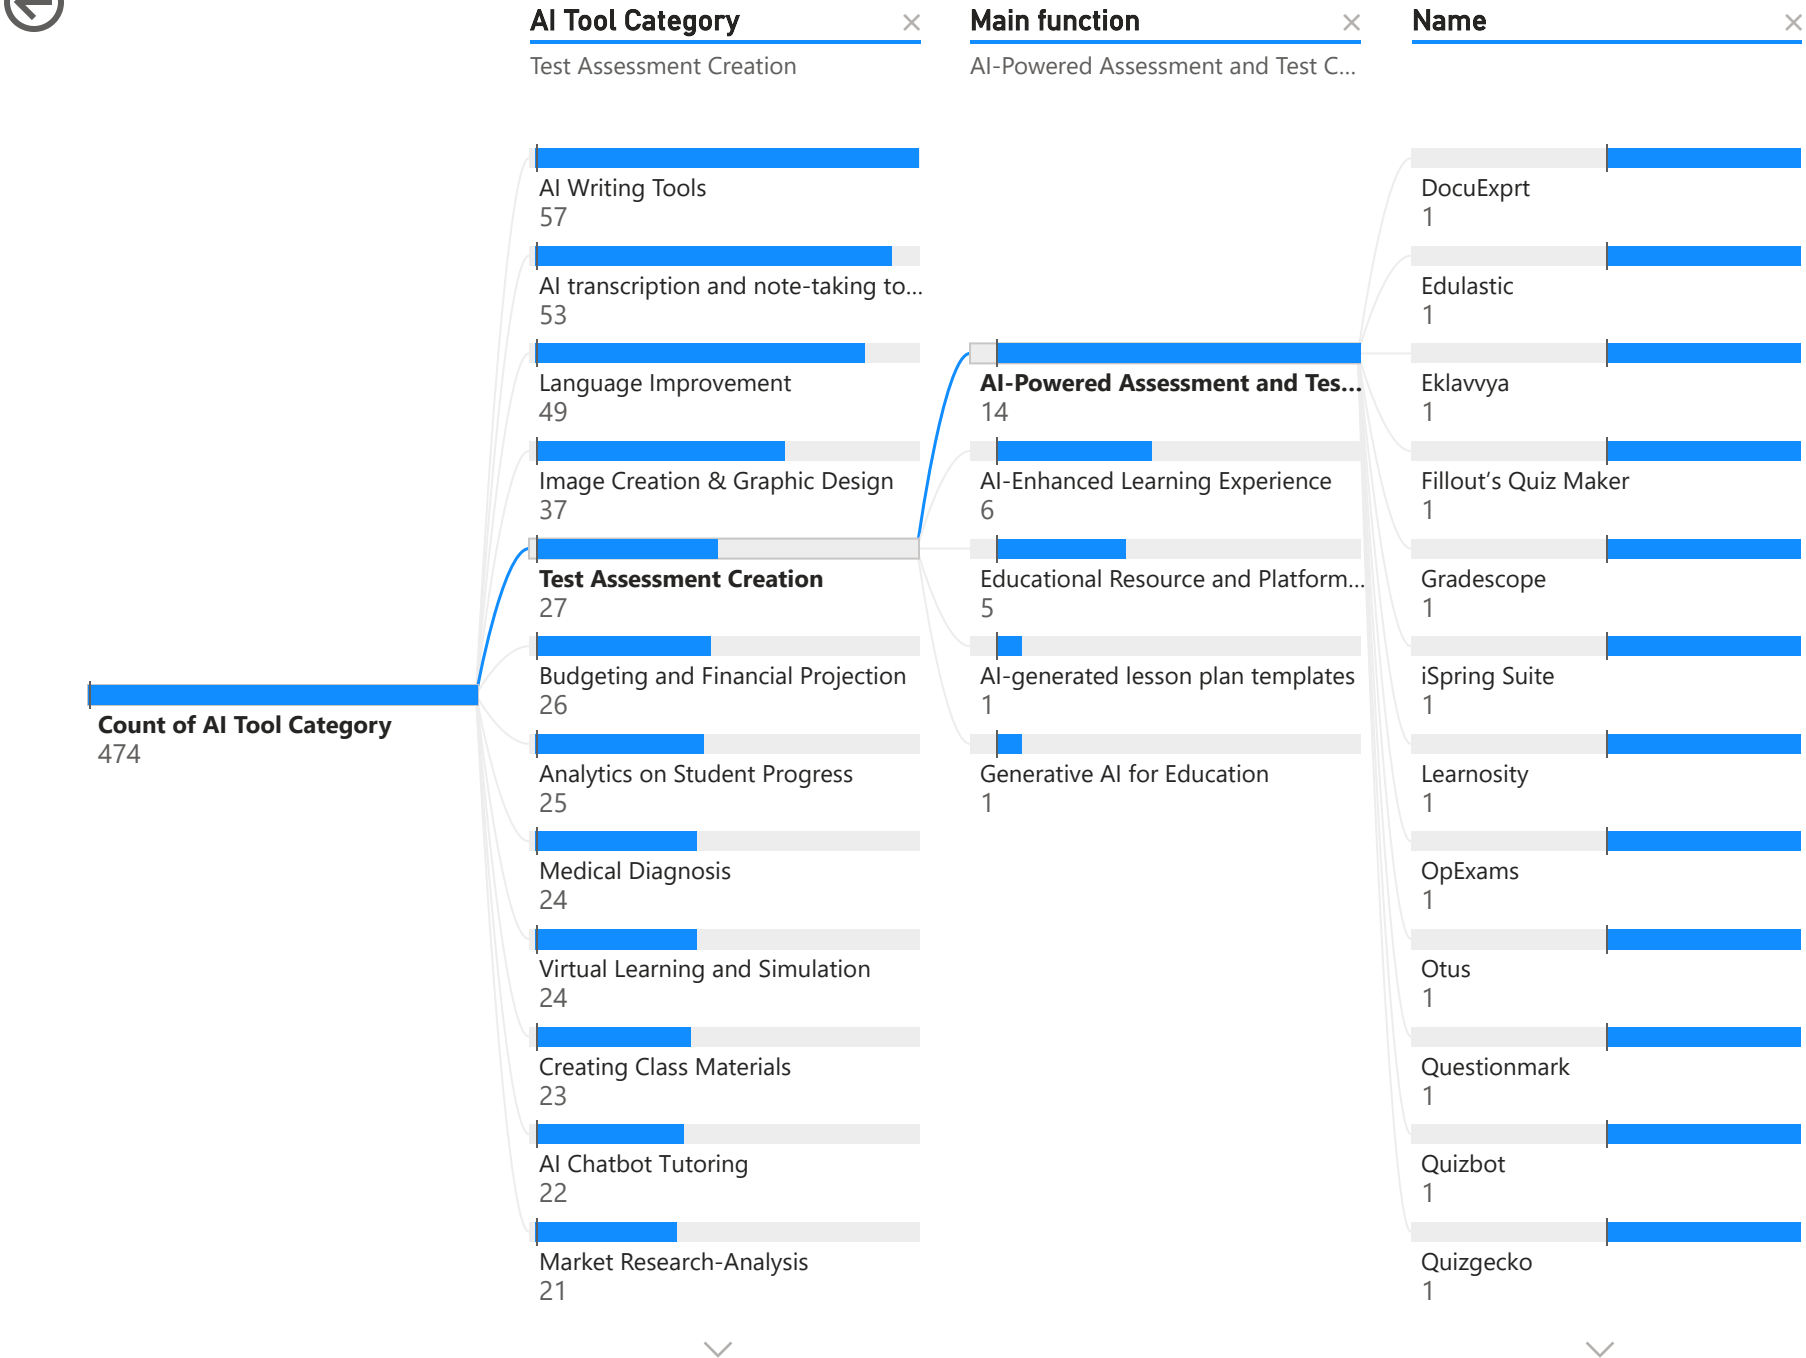 AI Tool Category
Test Assessment Creation
Main function
AI-Powered Assessment and Test C...
Name
Count of AI Tool Category
474
AI Writing Tools
57
AI transcription and note-taking to...
53
Language Improvement
49
Image Creation & Graphic Design
37
Test Assessment Creation
27
Budgeting and Financial Projection
26
Analytics on Student Progress
25
Medical Diagnosis
24
Virtual Learning and Simulation
24
Creating Class Materials
23
AI Chatbot Tutoring
22
Market Research-Analysis
21
AI-Powered Assessment and Tes...
14
AI-Enhanced Learning Experience
6
Educational Resource and Platform...
5
AI-generated lesson plan templates
1
Generative AI for Education
1
DocuExprt
1
Edulastic
1
Eklavvya
1
Fillout’s Quiz Maker
1
Gradescope
1
iSpring Suite
1
Learnosity
1
OpExams
1
Otus
1
Questionmark
1
Quizbot
1
Quizgecko
1